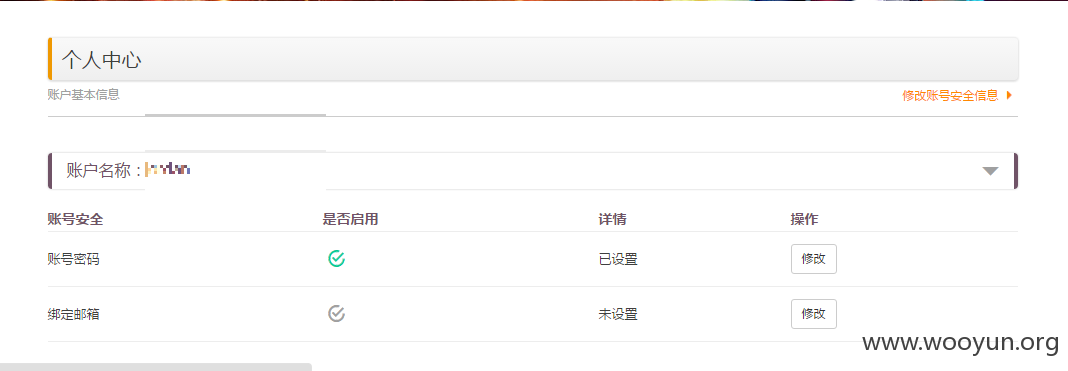 个人中心
账户基本信息
修改账号安全信息
账户名称：
账号安全 是否启用 详情 操作
账号密码 已设置 修改
绑定邮箱 未设置 修改
www.wooyun.org